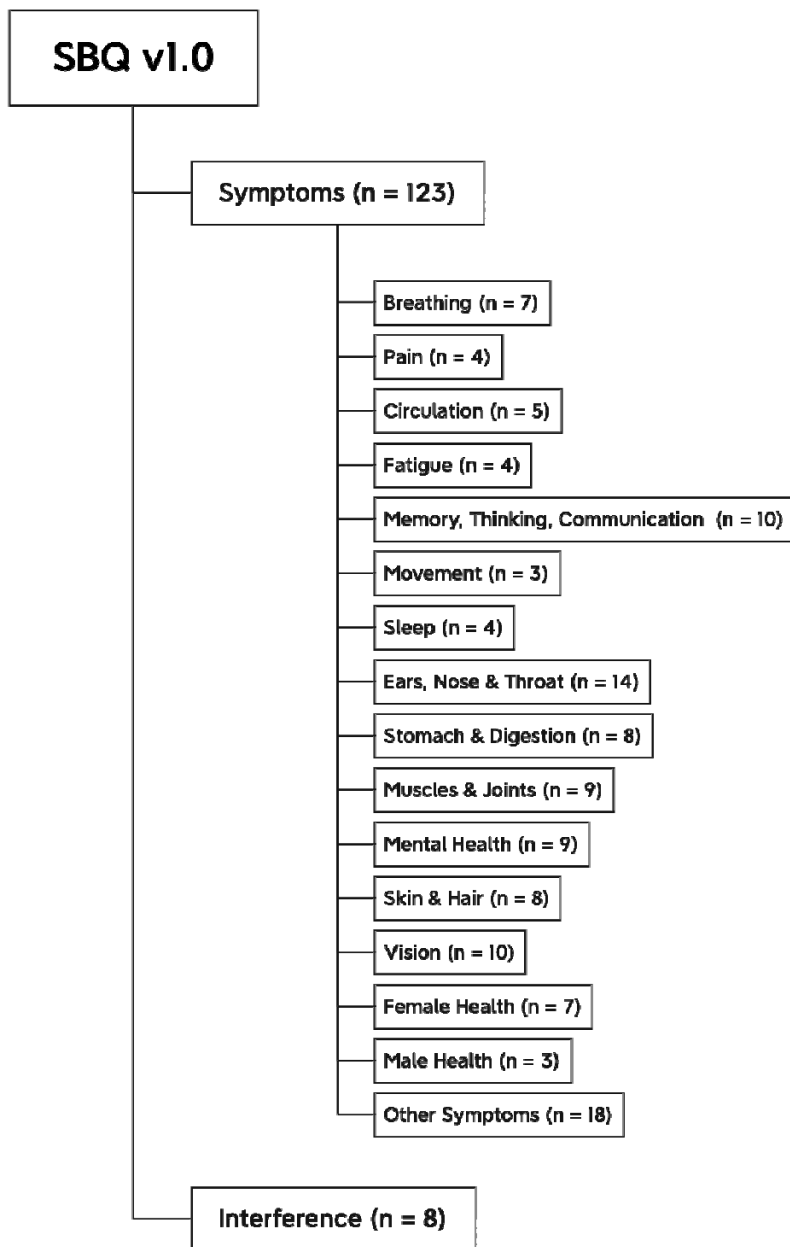 SBQ v1.0
Symptoms (n = 123)
Breathing (n = 7)
Pain (n = 4)
Circulation (n = 5)
Fatigue (n = 4)
Memory, Thinking, Communication (n = 10)
Movement (n = 3)
Sleep (n = 4)
Ears, Nose & Throat (n = 14)
Stomach & Digestion (n = 8)
Muscles & Joints (n = 9)
Mental Health (n = 9)
Skin & Hair (n = 8)
Vision (n = 10)
Female Health (n = 7)
Male Health (n = 3)
Other Symptoms (n = 18)
Interference (n = 8)